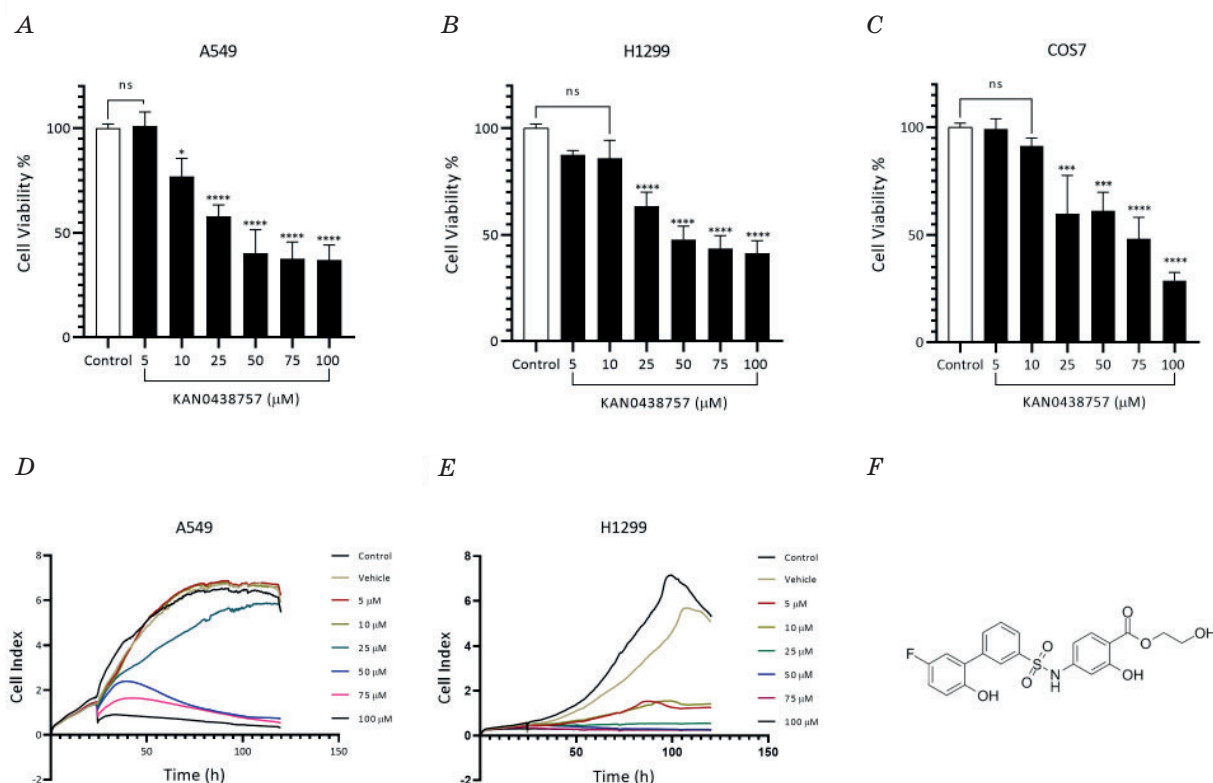 A
A549
ns
*
****
****
****
****
100
50
0
Cell Viability %
Control 5 10 25 50 75 100
KAN0438757 (μM)
B
H1299
ns
****
****
****
****
100
50
0
Cell Viability %
Control 5 10 25 50 75 100
KAN0438757 (μM)
C
COS7
ns
***
***
****
****
100
50
0
Cell Viability %
Control 5 10 25 50 75 100
KAN0438757 (μM)
D
A549
8
6
4
2
0
-2
Cell Index
50 100 150
Time (h)
Control
Vehicle
5 μM
10 μM
25 μM
50 μM
75 μM
100 μM
E
H1299
8
6
4
2
0
-2
Cell Index
50 100 150
Time (h)
Control
Vehicle
5 μM
10 μM
25 μM
50 μM
75 μM
100 μM
F
F
OH
O
S
O
N
H
O
O
OH
OH